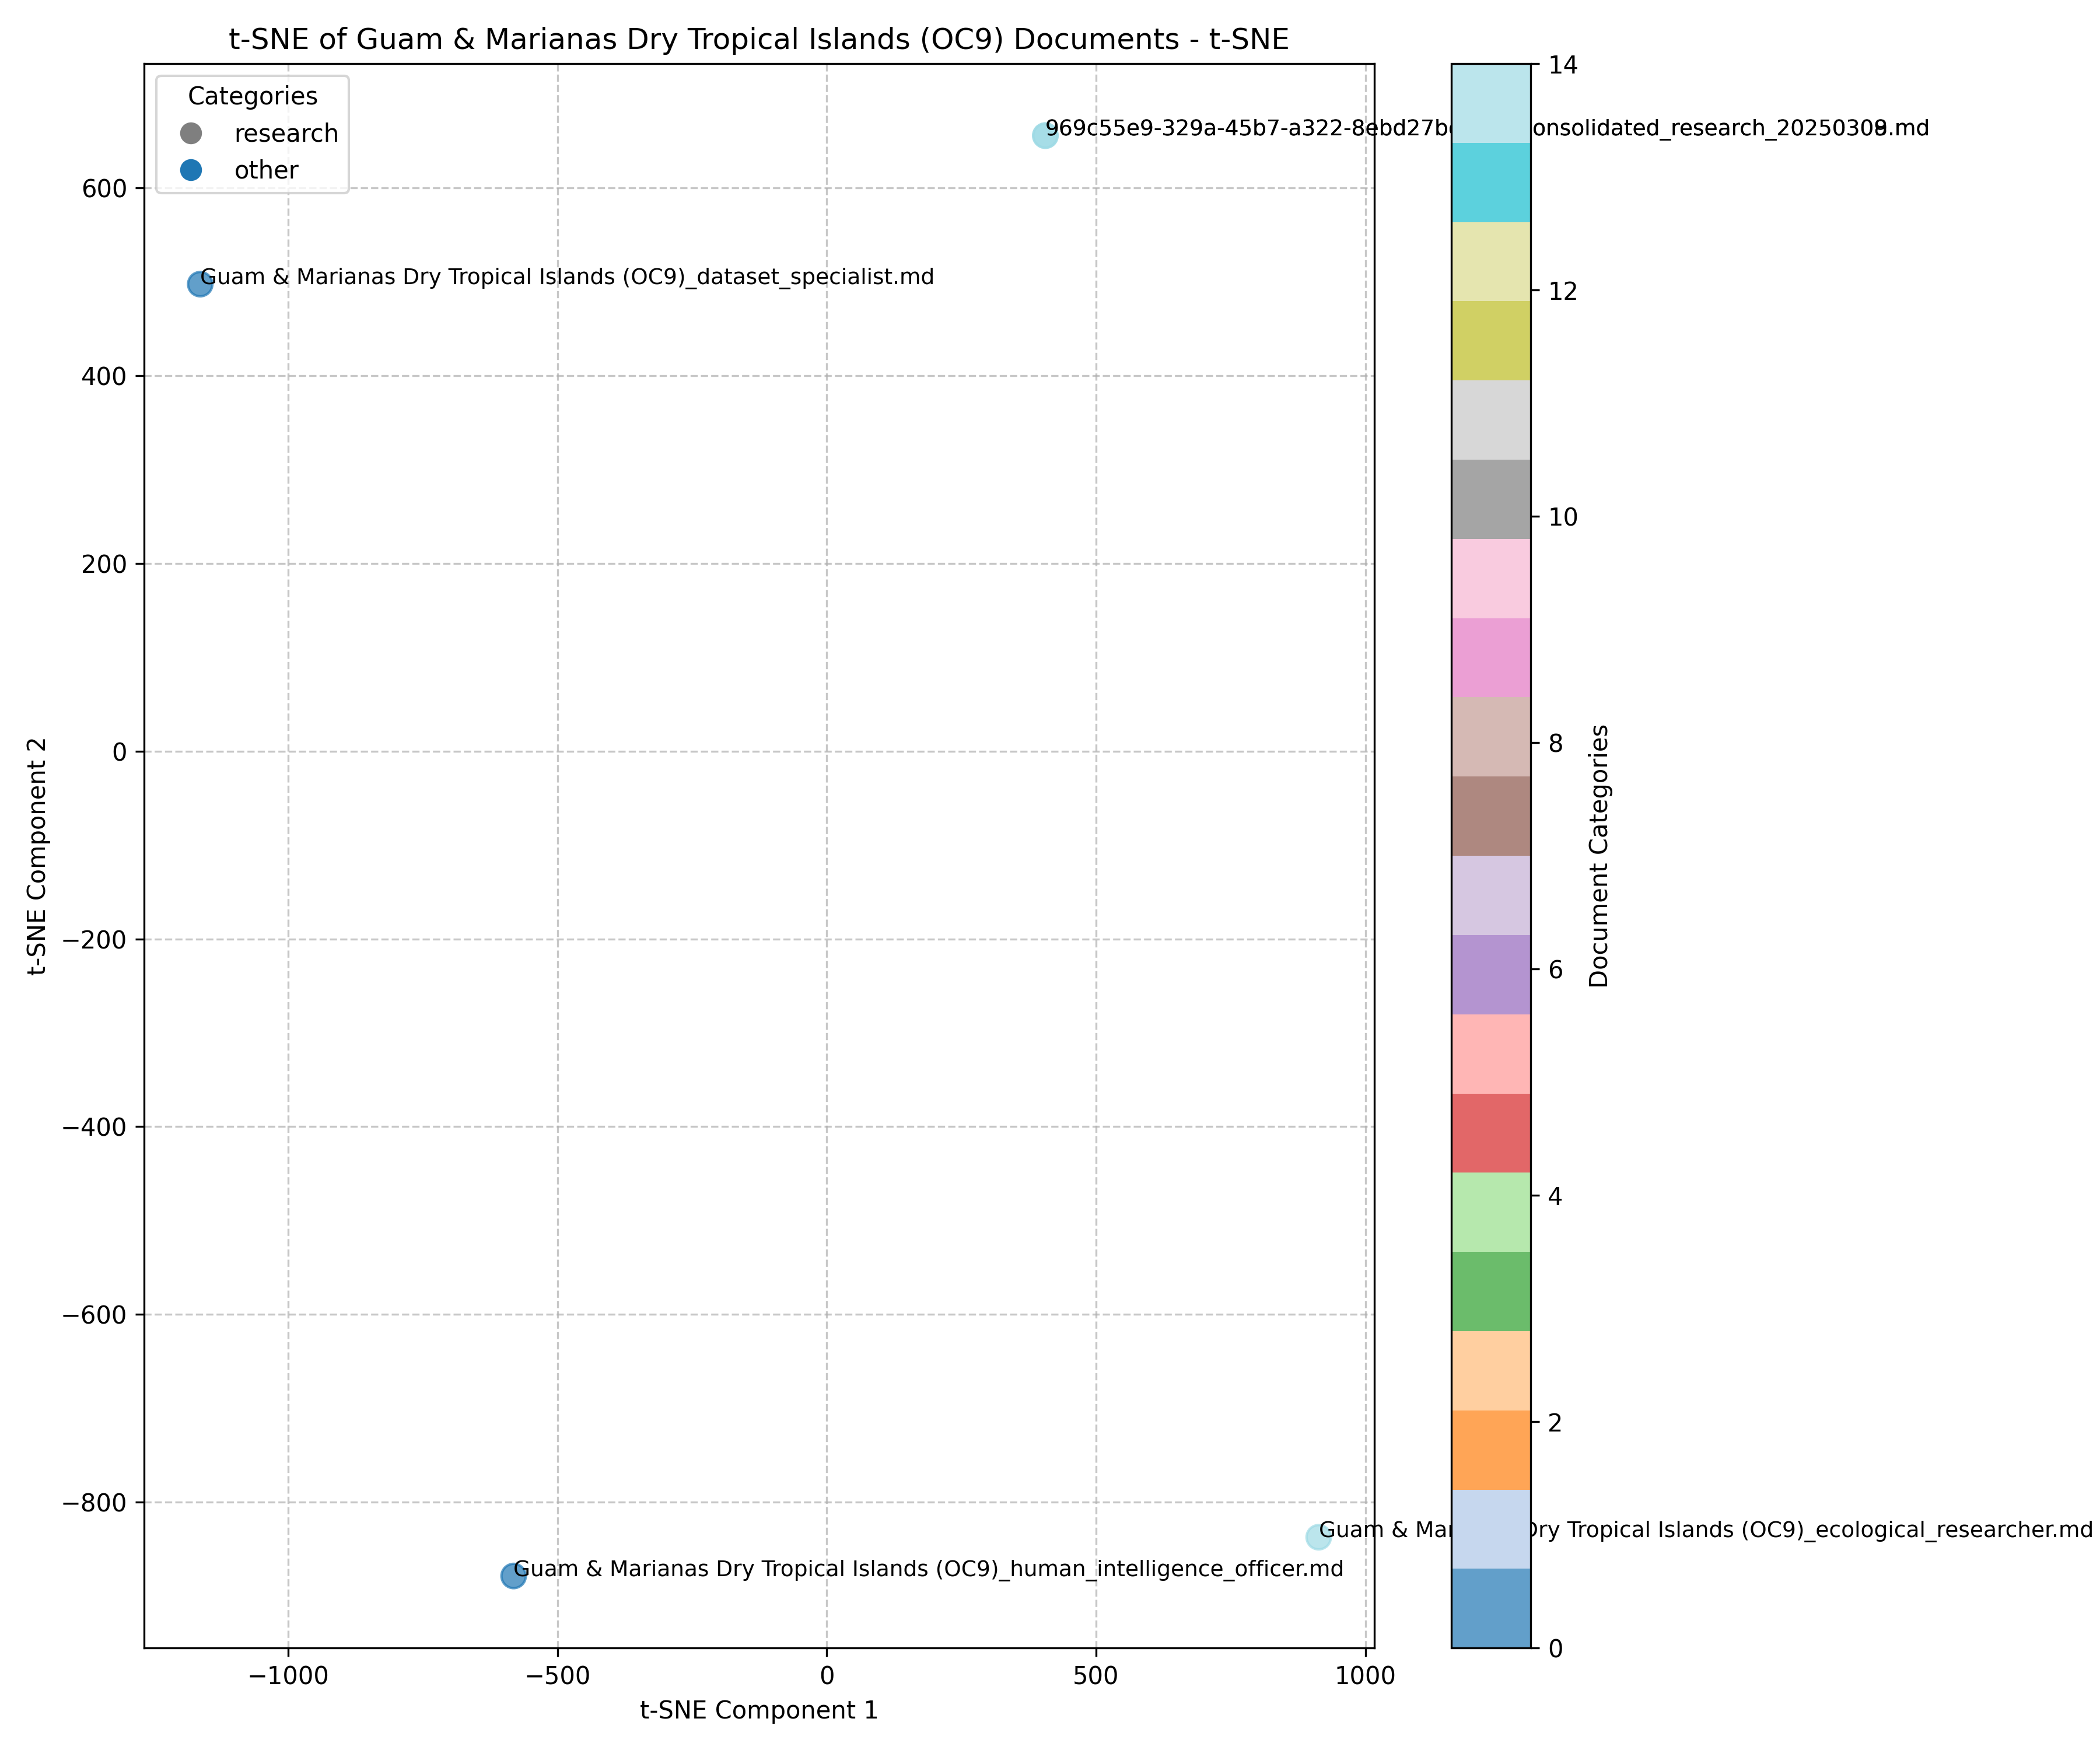 t-SNE of Guam & Marianas Dry Tropical Islands (OC9) Documents - t-SNE
Categories
research
other
969c55e9-329a-45b7-a322-8ebd27b onsolidated_research_2025030 .md
Guam & Marianas Dry Tropical Islands (OC9)_dataset_specialist.md
Guam & Mar Dry Tropical Islands (OC9)_ecological_researcher.md
Guam & Marianas Dry Tropical Islands (OC9)_human_intelligence_officer.md
600
400
200
0
−200
−400
−600
−800
t-SNE Component 2
−1000
−500
0
500
1000
t-SNE Component 1
14
12
10
8
6
4
2
0
Document Categories